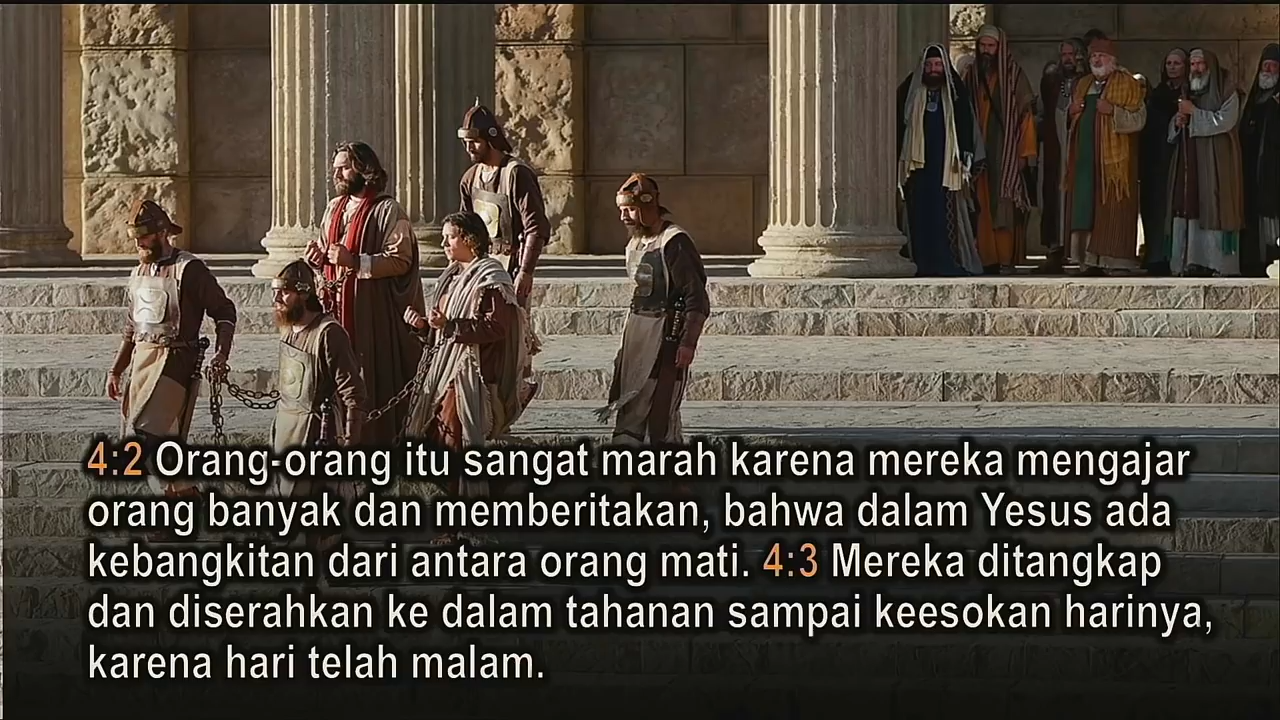 4:2 Orang-orang itu sangat marah karena mereka mengajar
orang banyak dan memberitakan, bahwa dalam Yesus ada
kebangkitan dari antara orang mati. 4:3 Mereka ditangkap
dan diserahkan ke dalam tahanan sampai keesokan harinya,
karena hari telah malam.